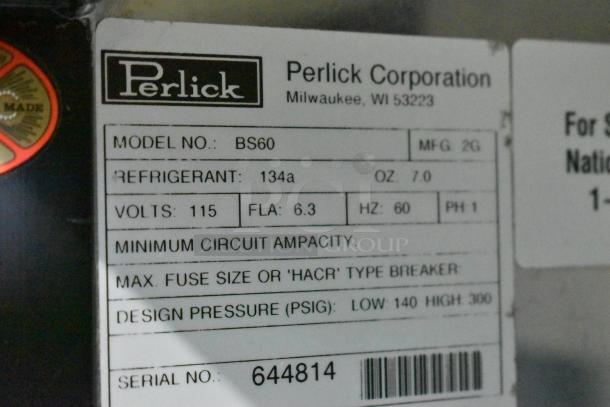 Perlick
Perlick Corporation
Milwaukee, WI 53223
MADE
MODEL NO.: BS60 MFG. 2G
REFRIGERANT: 134a OZ. 7.0
VOLTS: 115 FLA: 6.3 HZ: 60 PH 1
MINIMUM CIRCUIT AMPACITY
GROUP
MAX. FUSE SIZE OR 'HACR' TYPE BREAKER
DESIGN PRESSURE (PSIG): LOW: 140 HIGH: 300
SERIAL NO.: 644814
For S
Natio
1-